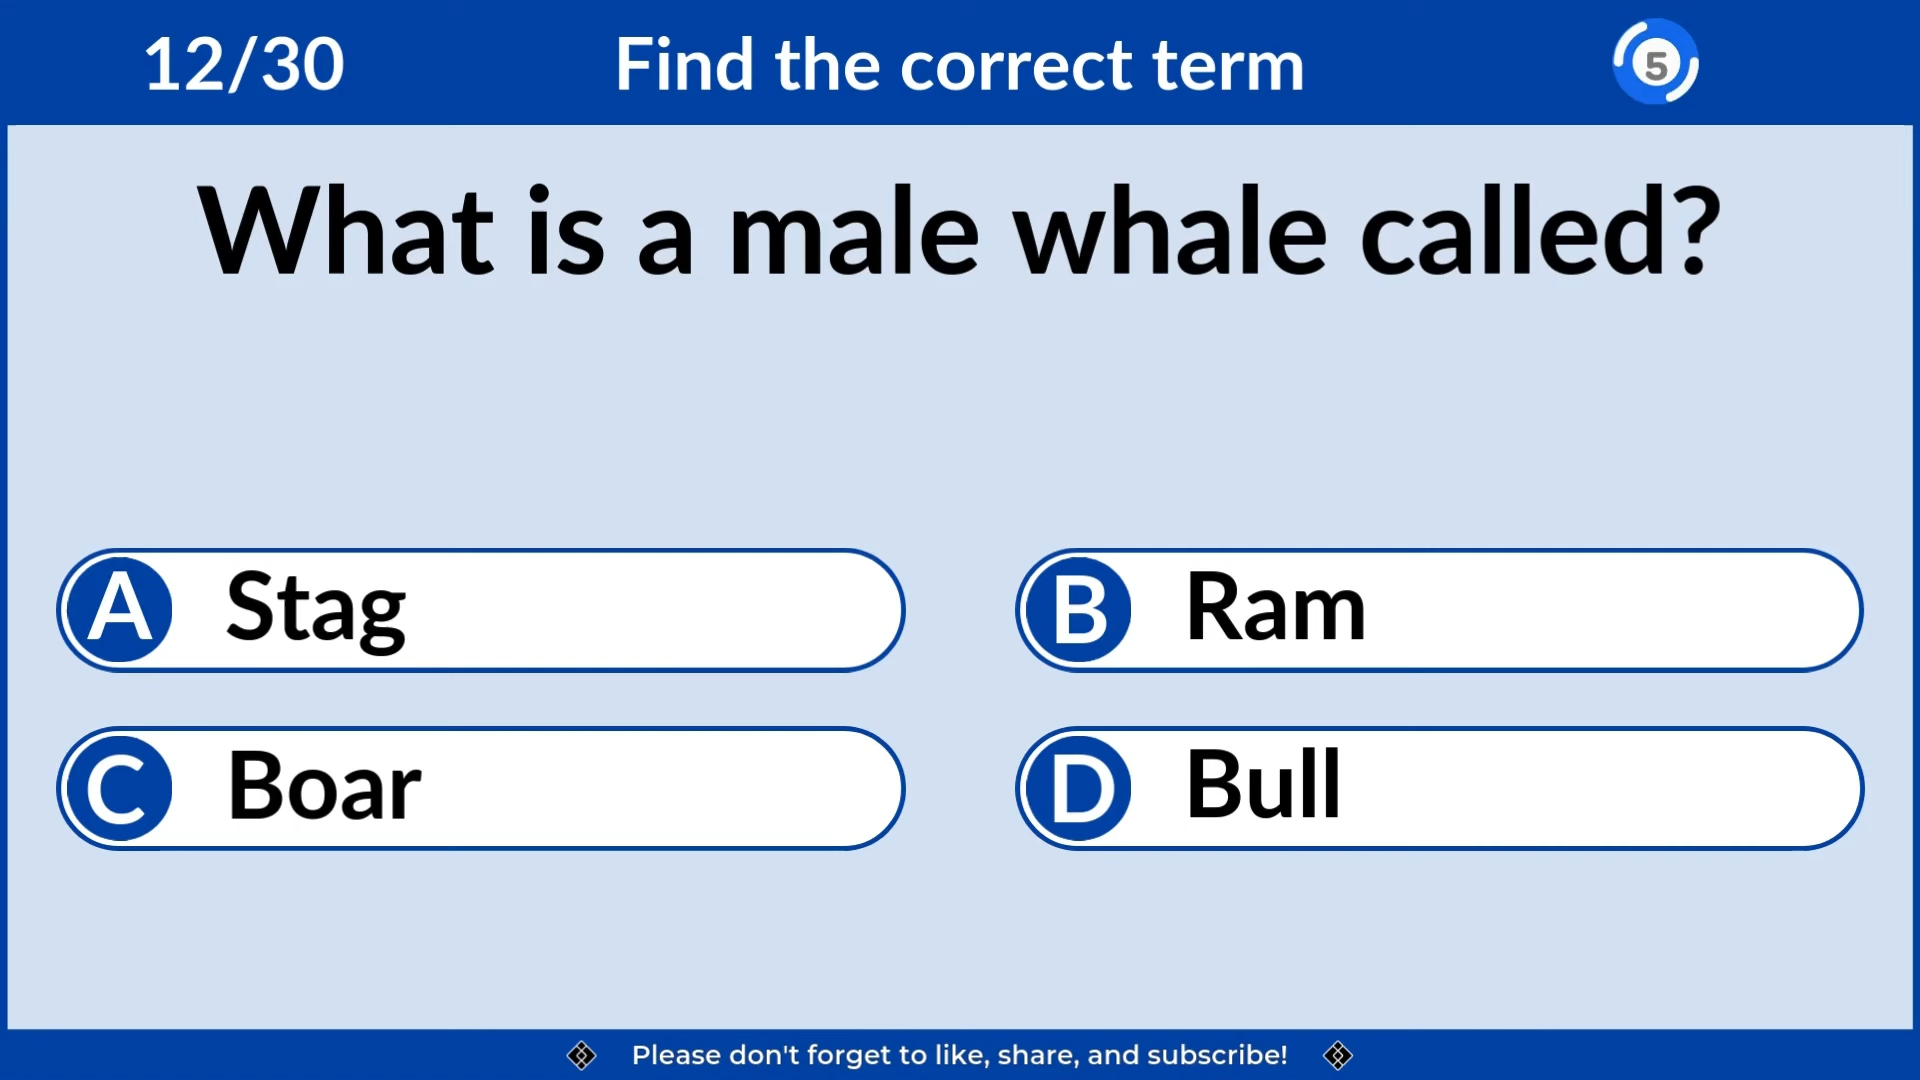 12/30
Find the correct term
5
What is a male whale called?
A Stag
B Ram
C Boar
D Bull
Please don't forget to like, share, and subscribe!